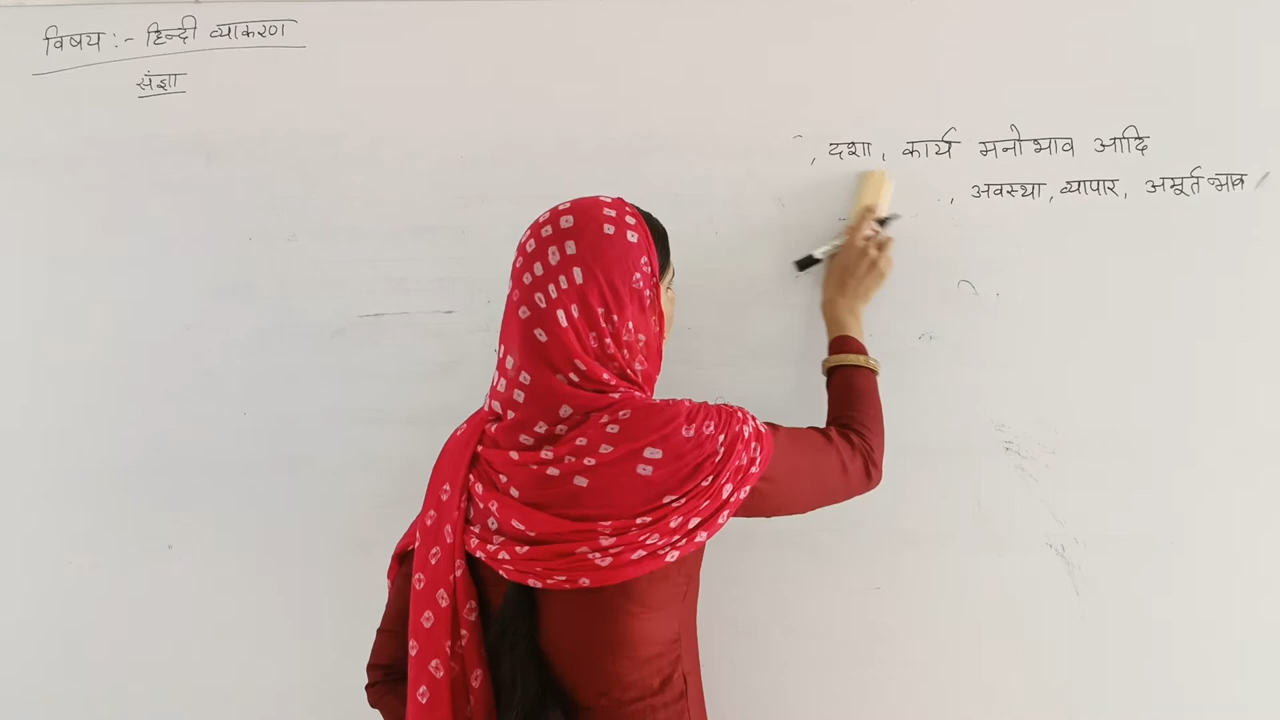 विषय :- हिन्दी व्याकरण
संज्ञा
, दशा, कार्य मनोभाव आदि
, अवस्था, व्यापार, अमूर्त भाव